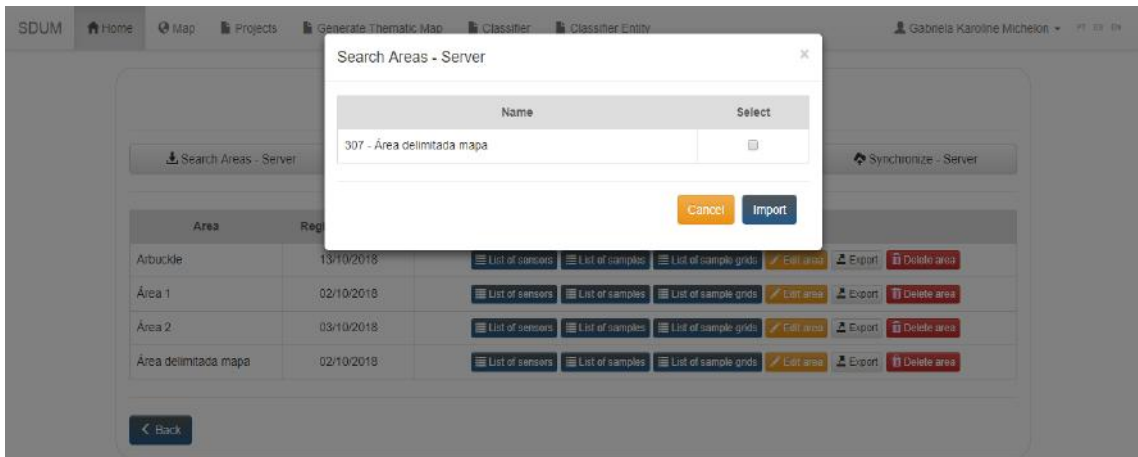 SDUM Home Map Projects Generate Thematic Map Classifier Classifier Entity Gabriela Karoline Michelon PT ES EN
Search Areas - Server ×
Name Select
307 - Área delimitada mapa
Cancel Import
Search Areas - Server Synchronize - Server
Area Regi
Arbuckle 13/10/2018 List of sensors List of samples List of sample grids Edit area Export Delete area
Área 1 02/10/2018 List of sensors List of samples List of sample grids Edit area Export Delete area
Área 2 03/10/2018 List of sensors List of samples List of sample grids Edit area Export Delete area
Área delimitada mapa 02/10/2018 List of sensors List of samples List of sample grids Edit area Export Delete area
Back